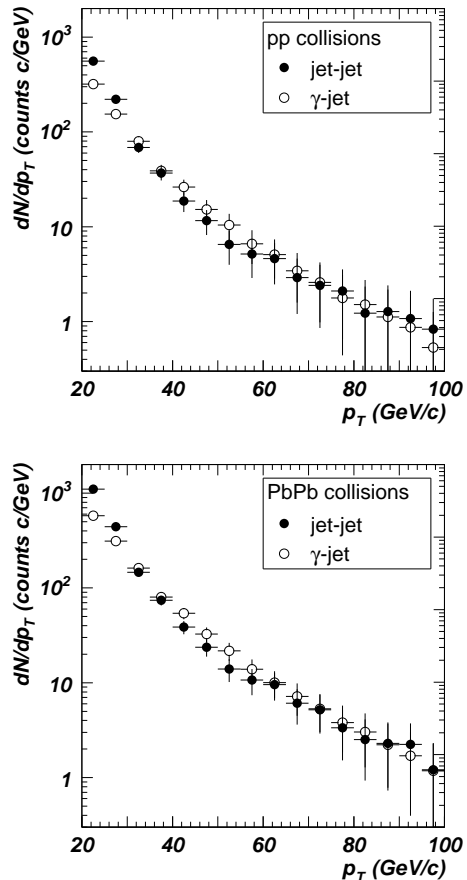 10³
10²
10
1
dN/dp_T (counts c/GeV)
pp collisions
jet-jet
γ-jet
20 40 60 80 100
p_T (GeV/c)
10³
10²
10
1
dN/dp_T (counts c/GeV)
PbPb collisions
jet-jet
γ-jet
20 40 60 80 100
p_T (GeV/c)